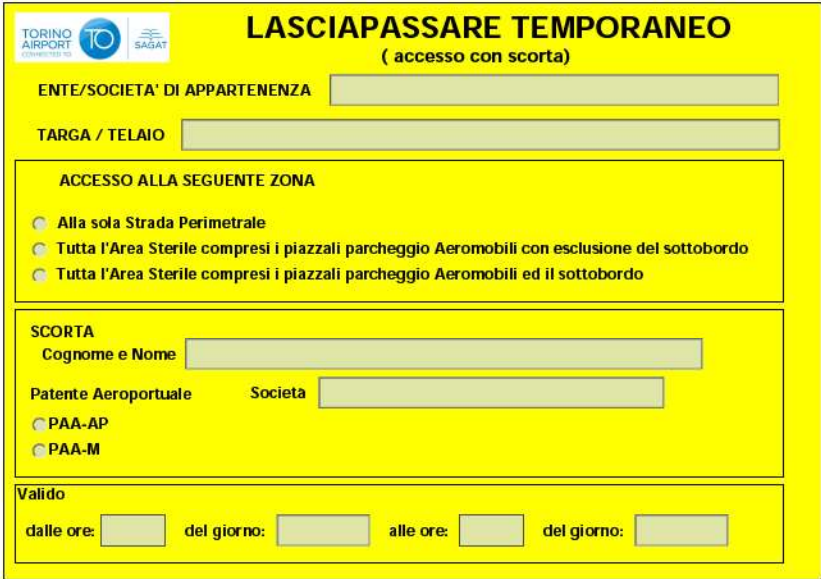 TORINO
AIRPORT
CONNECTED TO
TO
SAGAT
LASCIAPASSARE TEMPORANEO
( accesso con scorta)
ENTE/SOCIETA' DI APPARTENENZA
TARGA / TELAIO
ACCESSO ALLA SEGUENTE ZONA
Alla sola Strada Perimetrale
Tutta l'Area Sterile compresi i piazzali parcheggio Aeromobili con esclusione del sottobordo
Tutta l'Area Sterile compresi i piazzali parcheggio Aeromobili ed il sottobordo
SCORTA
Cognome e Nome
Patente Aeroportuale Società
PAA-AP
PAA-M
Valido
dalle ore: del giorno: alle ore: del giorno: